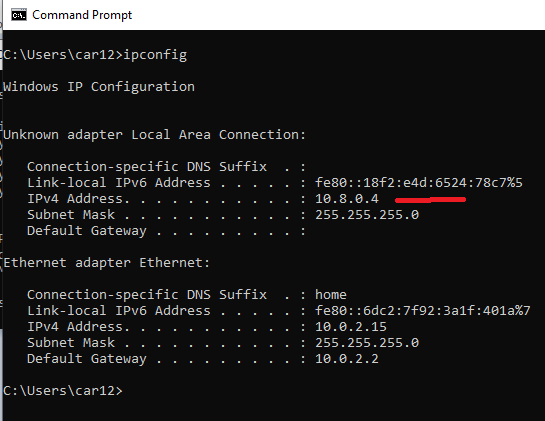 Command Prompt
C:\Users\car12>ipconfig
Windows IP Configuration
Unknown adapter Local Area Connection:
Connection-specific DNS Suffix  . :
Link-local IPv6 Address . . . . . : fe80::18f2:e4d:6524:78c7%5
IPv4 Address. . . . . . . . . . . : 10.8.0.4
Subnet Mask . . . . . . . . . . . : 255.255.255.0
Default Gateway . . . . . . . . . :
Ethernet adapter Ethernet:
Connection-specific DNS Suffix  . : home
Link-local IPv6 Address . . . . . : fe80::6dc2:7f92:3a1f:401a%7
IPv4 Address. . . . . . . . . . . : 10.0.2.15
Subnet Mask . . . . . . . . . . . : 255.255.255.0
Default Gateway . . . . . . . . . : 10.0.2.2
C:\Users\car12>